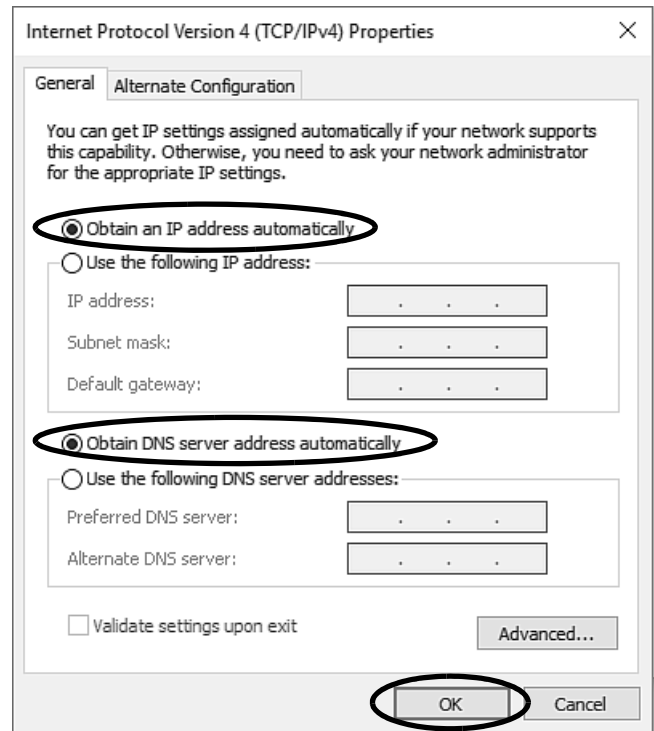 Internet Protocol Version 4 (TCP/IPv4) Properties
General
Alternate Configuration
You can get IP settings assigned automatically if your network supports
this capability. Otherwise, you need to ask your network administrator
for the appropriate IP settings.
Obtain an IP address automatically
Use the following IP address:
IP address:
Subnet mask:
Default gateway:
Obtain DNS server address automatically
Use the following DNS server addresses:
Preferred DNS server:
Alternate DNS server:
Validate settings upon exit
Advanced...
OK
Cancel